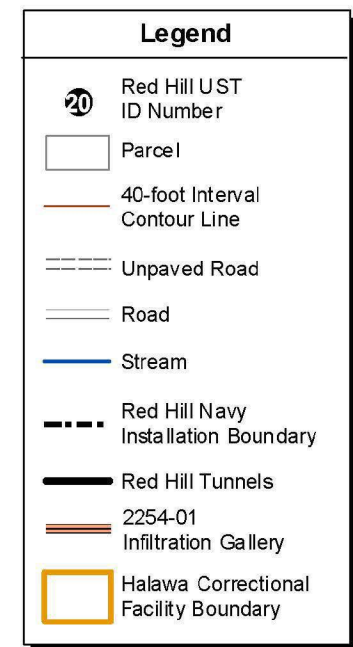 Legend
20
Red Hill UST
ID Number
Parcel
40-foot Interval
Contour Line
Unpaved Road
Road
Stream
Red Hill Navy
Installation Boundary
Red Hill Tunnels
2254-01
Infiltration Gallery
Halawa Correctional
Facility Boundary